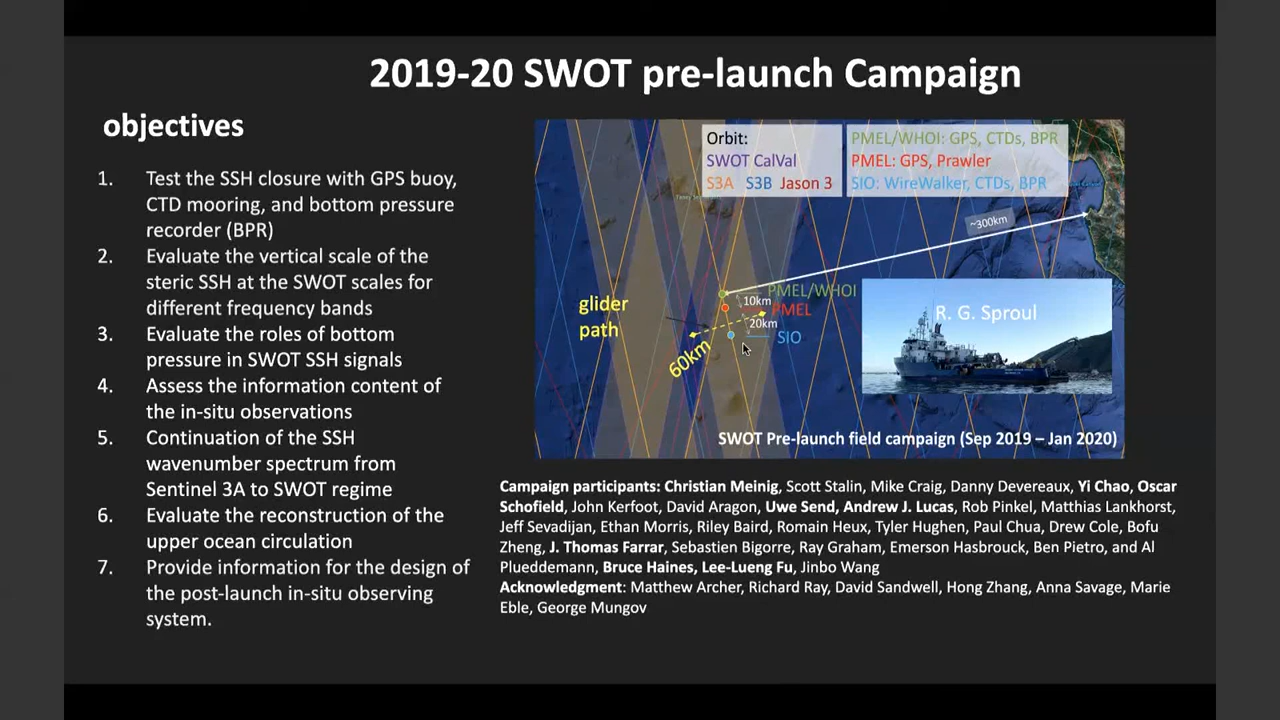 2019-20 SWOT pre-launch Campaign
objectives
1. Test the SSH closure with GPS buoy,
CTD mooring, and bottom pressure
recorder (BPR)
2. Evaluate the vertical scale of the
steric SSH at the SWOT scales for
different frequency bands
3. Evaluate the roles of bottom
pressure in SWOT SSH signals
4. Assess the information content of
the in-situ observations
5. Continuation of the SSH
wavenumber spectrum from
Sentinel 3A to SWOT regime
6. Evaluate the reconstruction of the
upper ocean circulation
7. Provide information for the design of
the post-launch in-situ observing
system.
Orbit:
SWOT CalVal
S3A S3B Jason 3
PMEL/WHOI: GPS, CTDs, BPR
PMEL: GPS, Prawler
SIO: WireWalker, CTDs, BPR
~300km
PMEL/WHOI
10km
PMEL
20km
SIO
glider
path
60km
R. G. Sproul
SWOT Pre-launch field campaign (Sep 2019 – Jan 2020)
Campaign participants: Christian Meinig, Scott Stalin, Mike Craig, Danny Devereaux, Yi Chao, Oscar
Schofield, John Kerfoot, David Aragon, Uwe Send, Andrew J. Lucas, Rob Pinkel, Matthias Lankhorst,
Jeff Sevadijan, Ethan Morris, Riley Baird, Romain Heux, Tyler Hughen, Paul Chua, Drew Cole, Bofu
Zheng, J. Thomas Farrar, Sebastien Bigorre, Ray Graham, Emerson Hasbrouck, Ben Pietro, and Al
Plueddemann, Bruce Haines, Lee-Lueng Fu, Jinbo Wang
Acknowledgment: Matthew Archer, Richard Ray, David Sandwell, Hong Zhang, Anna Savage, Marie
Eble, George Mungov